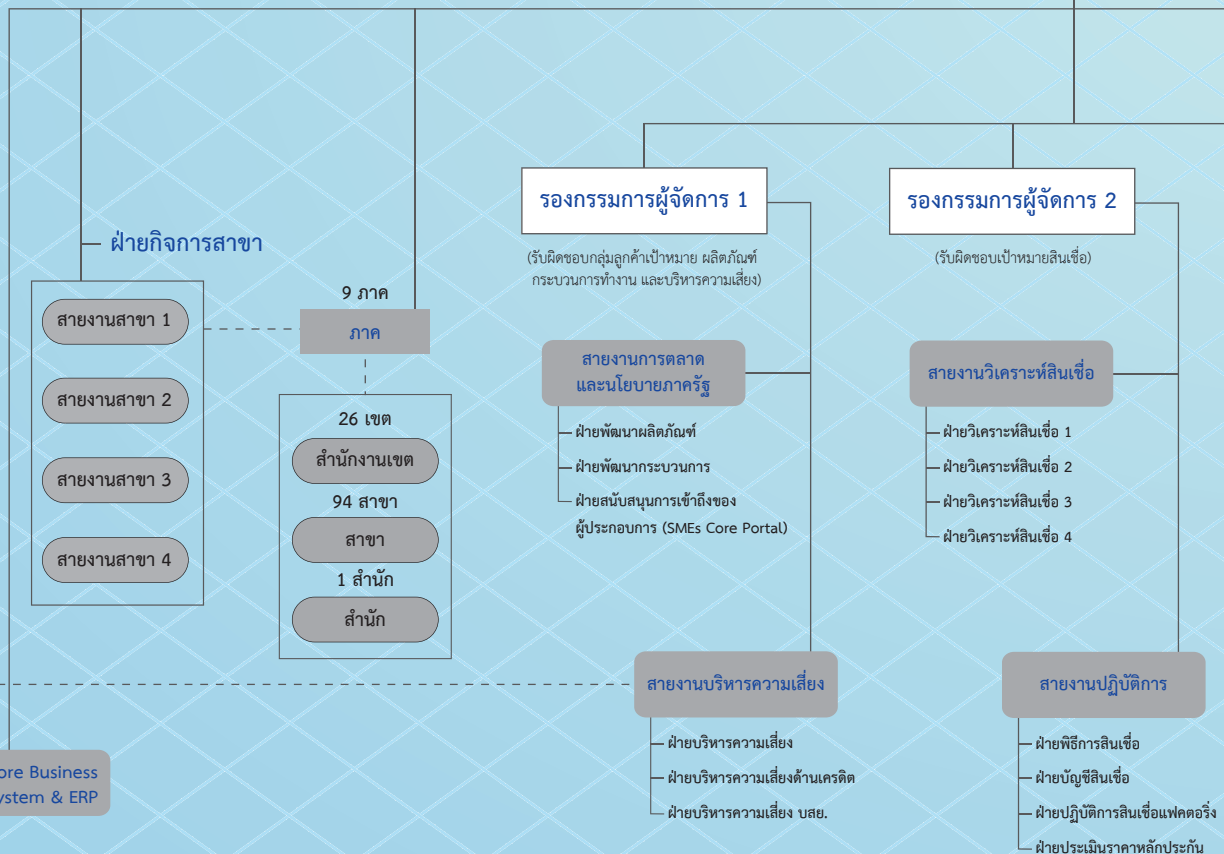 ฝ่ายกิจการสาขา
สายงานสาขา 1
สายงานสาขา 2
สายงานสาขา 3
สายงานสาขา 4
9 ภาค
ภาค
26 เขต
สำนักงานเขต
94 สาขา
สาขา
1 สำนัก
สำนัก
ore Business
ystem & ERP
รองกรรมการผู้จัดการ 1
(รับผิดชอบกลุ่มลูกค้าเป้าหมาย ผลิตภัณฑ์
กระบวนการทำงาน และบริหารความเสี่ยง)
สายงานการตลาด
และนโยบายภาครัฐ
ฝ่ายพัฒนาผลิตภัณฑ์
ฝ่ายพัฒนากระบวนการ
ฝ่ายสนับสนุนการเข้าถึงของ
ผู้ประกอบการ (SMEs Core Portal)
สายงานบริหารความเสี่ยง
ฝ่ายบริหารความเสี่ยง
ฝ่ายบริหารความเสี่ยงด้านเครดิต
ฝ่ายบริหารความเสี่ยง บสย.
รองกรรมการผู้จัดการ 2
(รับผิดชอบเป้าหมายสินเชื่อ)
สายงานวิเคราะห์สินเชื่อ
ฝ่ายวิเคราะห์สินเชื่อ 1
ฝ่ายวิเคราะห์สินเชื่อ 2
ฝ่ายวิเคราะห์สินเชื่อ 3
ฝ่ายวิเคราะห์สินเชื่อ 4
สายงานปฏิบัติการ
ฝ่ายพิธีการสินเชื่อ
ฝ่ายบัญชีสินเชื่อ
ฝ่ายปฏิบัติการสินเชื่อแฟคตอริ่ง
ฝ่ายประเมินราคาหลักประกัน